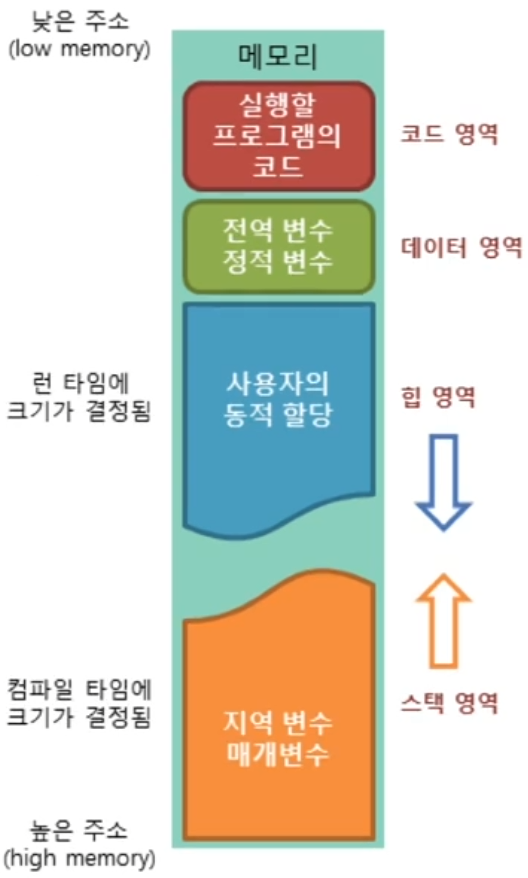 낮은 주소
(low memory)
메모리
실행할
프로그램의
코드
코드 영역
전역 변수
정적 변수
데이터 영역
런 타임에
크기가 결정됨
사용자의
동적 할당
힙 영역
컴파일 타임에
크기가 결정됨
지역 변수
매개변수
스택 영역
높은 주소
(high memory)